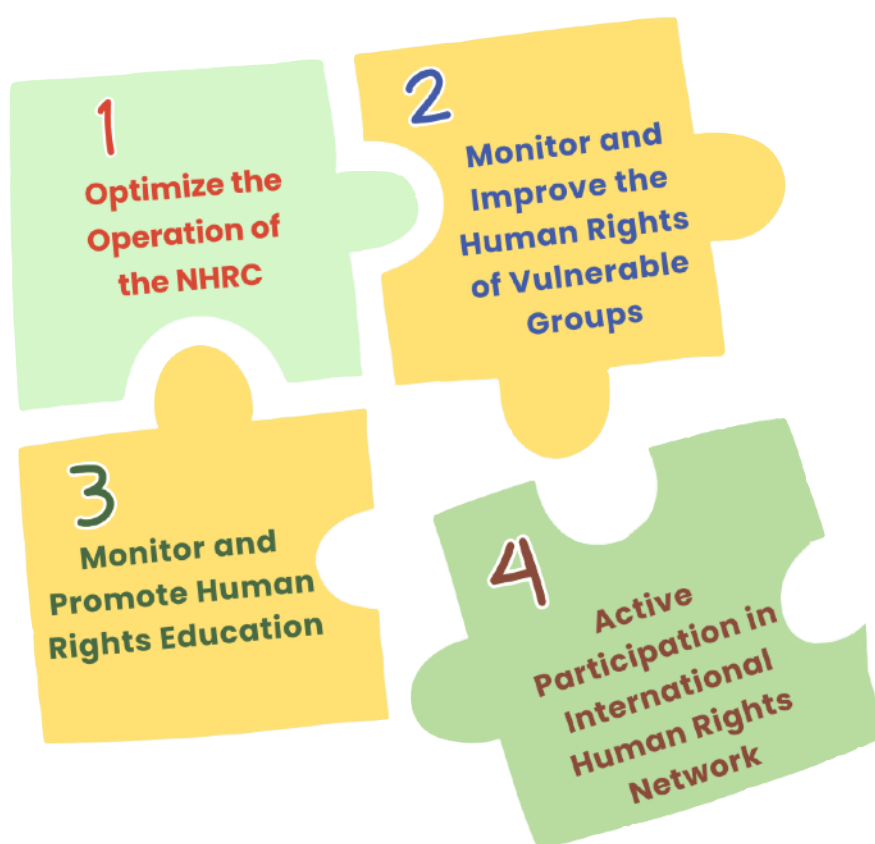 1
Optimize the
Operation of
the NHRC
2
Monitor and
Improve the
Human Rights
of Vulnerable
Groups
3
Monitor and
Promote Human
Rights Education
4
Active
Participation in
International
Human Rights
Network